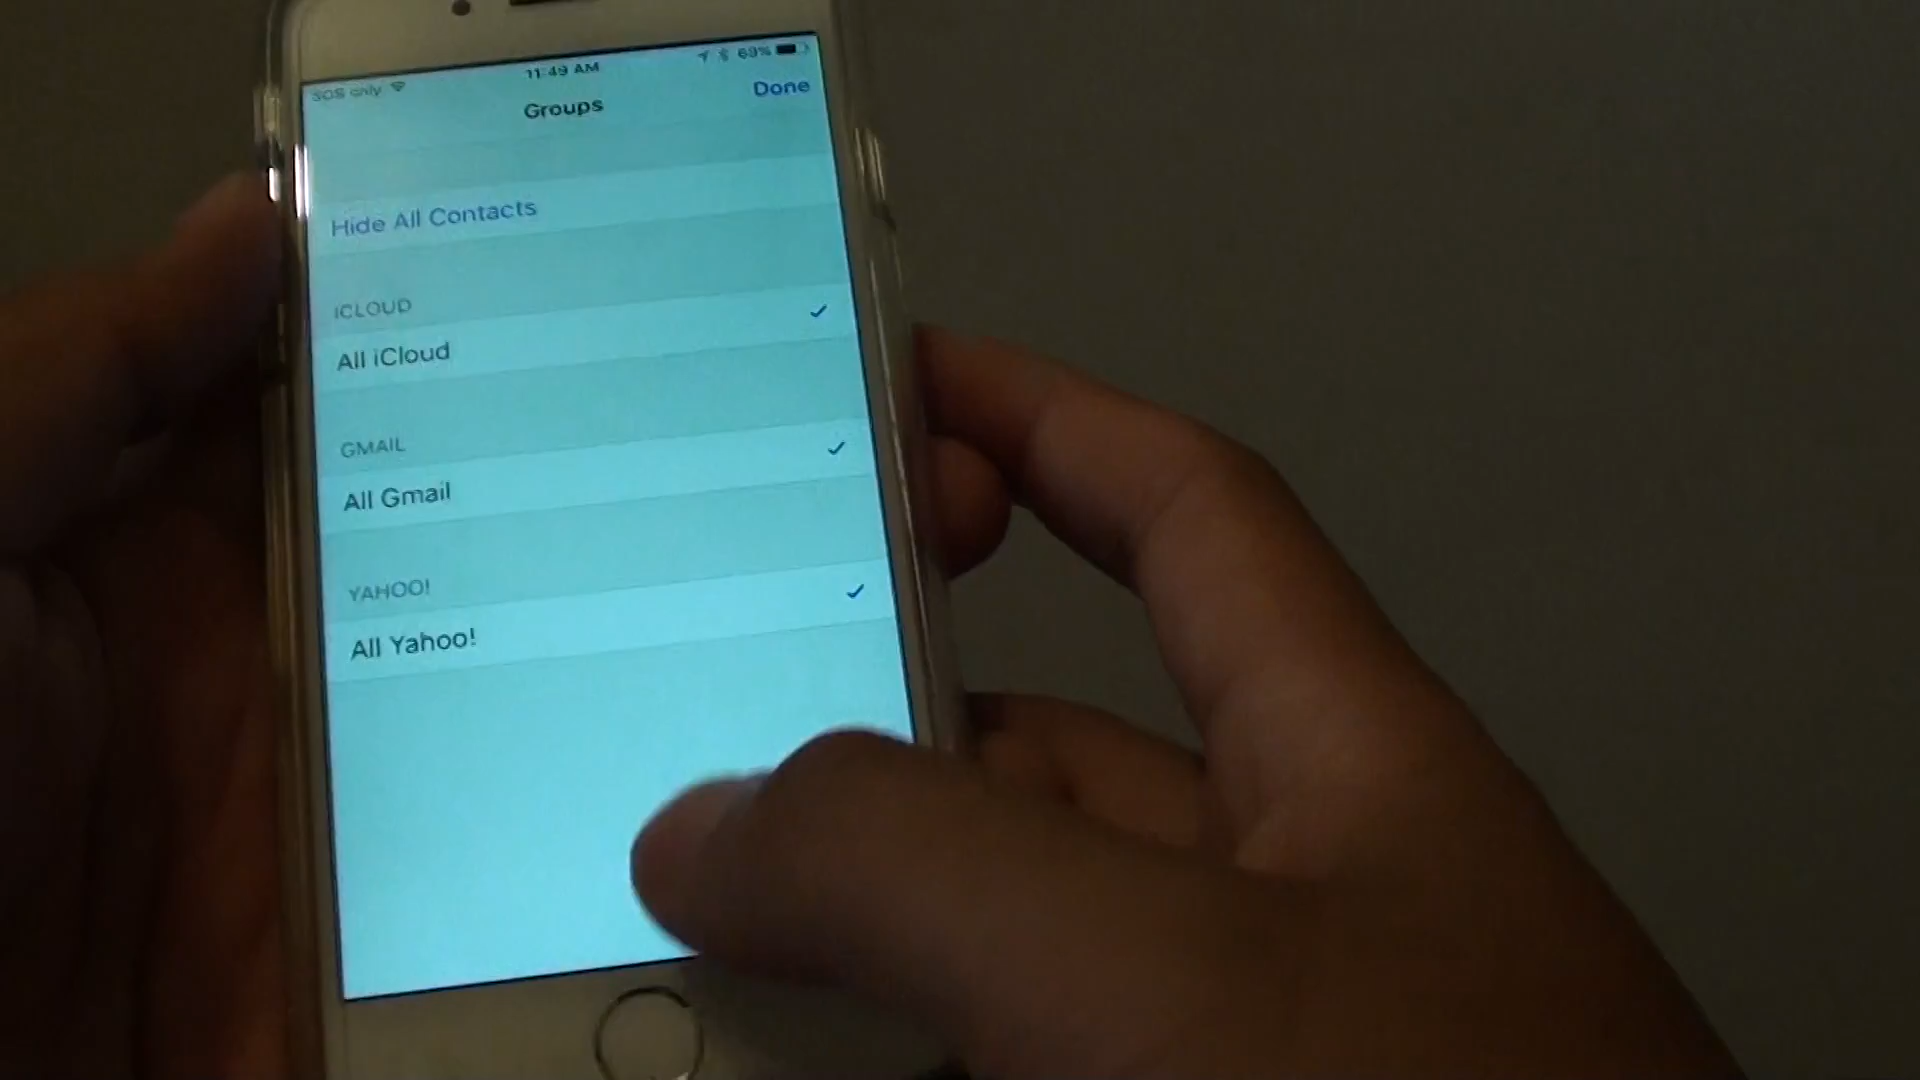 SOS only 11:49 AM 69%
Groups Done
Hide All Contacts
ICLOUD
All iCloud
GMAIL
All Gmail
YAHOO!
All Yahoo!